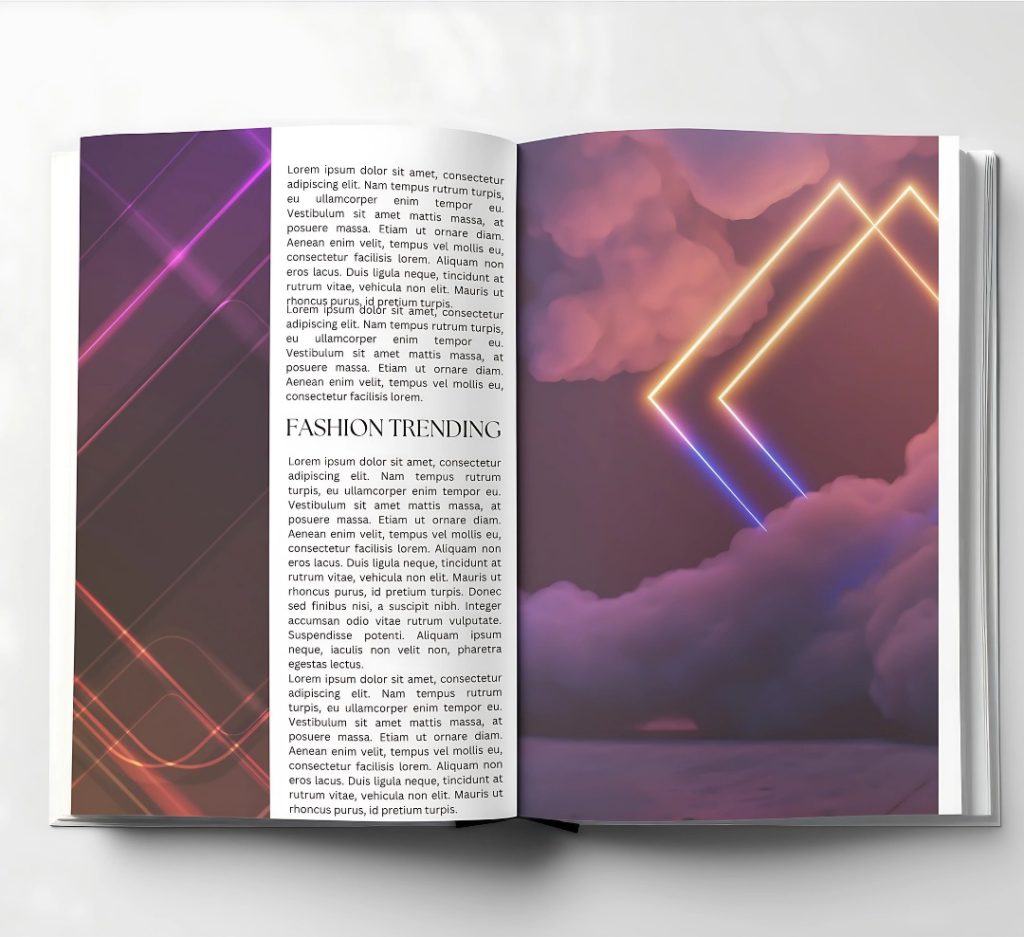 Lorem ipsum dolor sit amet, consectetur
adipiscing elit. Nam tempus rutrum turpis,
eu ullamcorper enim tempor eu.
Vestibulum sit amet mattis massa, at
posuere massa. Etiam ut ornare diam.
Aenean enim velit, tempus vel mollis eu,
consectetur facilisis lorem. Aliquam non
eros lacus. Duis ligula neque, tincidunt at
rutrum vitae, vehicula non elit. Mauris ut
rhoncus purus, id pretium turpis.
Lorem ipsum dolor sit amet, consectetur
adipiscing elit. Nam tempus rutrum turpis,
eu ullamcorper enim tempor eu.
Vestibulum sit amet mattis massa, at
posuere massa. Etiam ut ornare diam.
Aenean enim velit, tempus vel mollis eu,
consectetur facilisis lorem.
FASHION TRENDING
Lorem ipsum dolor sit amet, consectetur
adipiscing elit. Nam tempus rutrum
turpis, eu ullamcorper enim tempor eu.
Vestibulum sit amet mattis massa, at
posuere massa. Etiam ut ornare diam.
Aenean enim velit, tempus vel mollis eu,
consectetur facilisis lorem. Aliquam non
eros lacus. Duis ligula neque, tincidunt at
rutrum vitae, vehicula non elit. Mauris ut
rhoncus purus, id pretium turpis. Donec
sed finibus nisi, a suscipit nibh. Integer
accumsan odio vitae rutrum vulputate.
Suspendisse potenti. Aliquam ipsum
neque, iaculis non velit non, pharetra
egestas lectus.
Lorem ipsum dolor sit amet, consectetur
adipiscing elit. Nam tempus rutrum
turpis, eu ullamcorper enim tempor eu.
Vestibulum sit amet mattis massa, at
posuere massa. Etiam ut ornare diam.
Aenean enim velit, tempus vel mollis eu,
consectetur facilisis lorem. Aliquam non
eros lacus. Duis ligula neque, tincidunt at
rutrum vitae, vehicula non elit. Mauris ut
rhoncus purus, id pretium turpis.